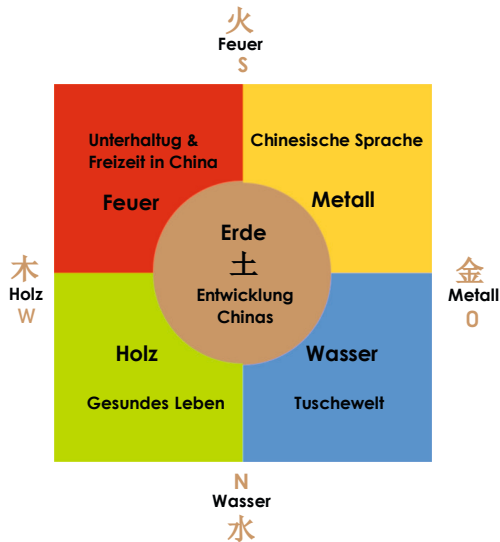 火
Feuer
S
Unterhaltug &
Freizeit in China
Feuer
Chinesische Sprache
Metall
Erde
土
Entwicklung
Chinas
木
Holz
W
金
Metall
O
Holz
Gesundes Leben
Wasser
Tuschewelt
N
Wasser
水